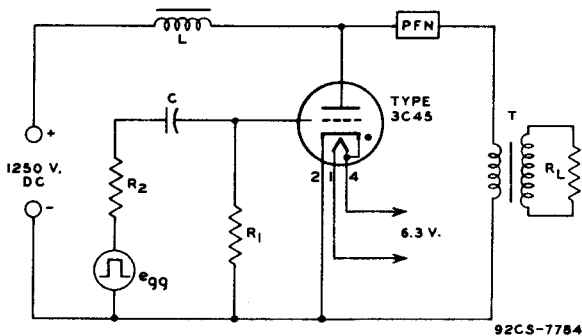 PFN
L
C
TYPE
3C45
T
+
1250 V.
DC
-
R2
R1
2 1 4
RL
6.3 V.
egg
92CS-7784